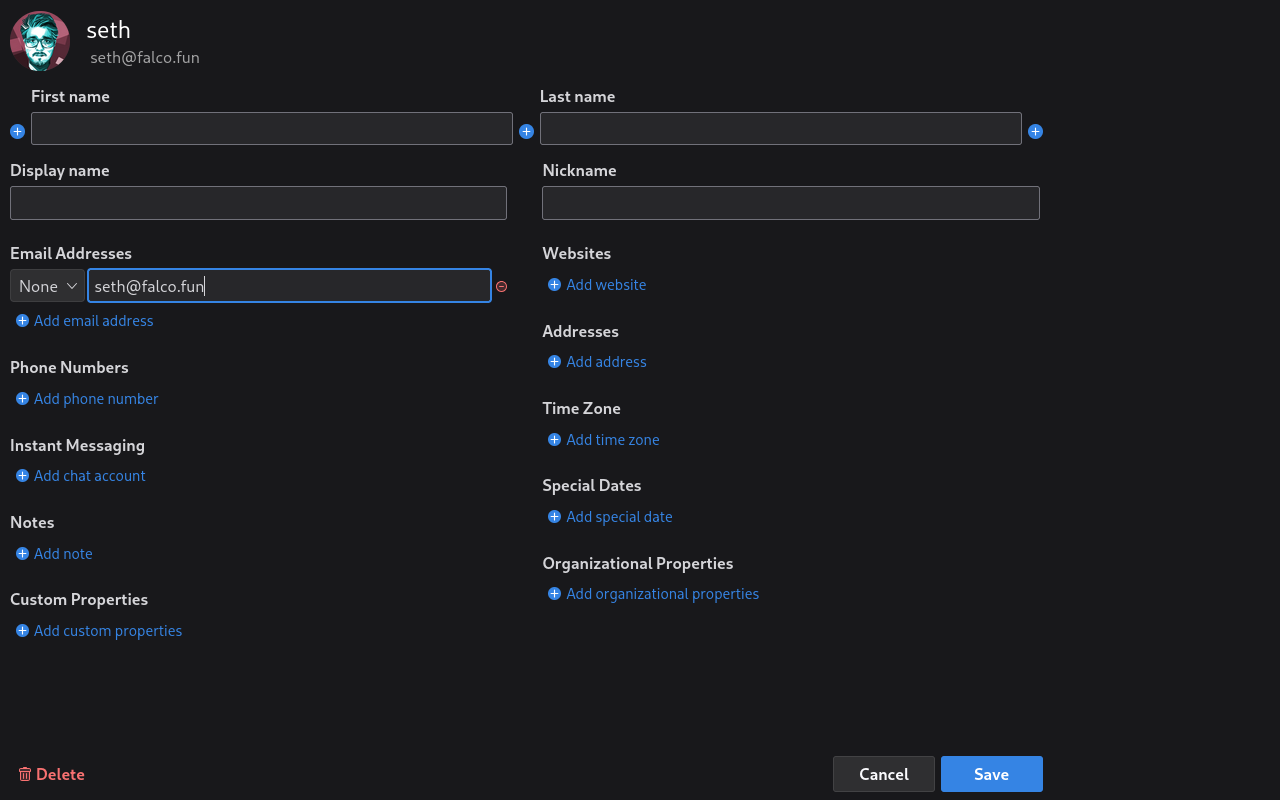 seth
seth@falco.fun
First name
Last name
Display name
Nickname
Email Addresses
None
seth@falco.fun
Add email address
Phone Numbers
Add phone number
Instant Messaging
Add chat account
Notes
Add note
Custom Properties
Add custom properties
Websites
Add website
Addresses
Add address
Time Zone
Add time zone
Special Dates
Add special date
Organizational Properties
Add organizational properties
Delete
Cancel
Save